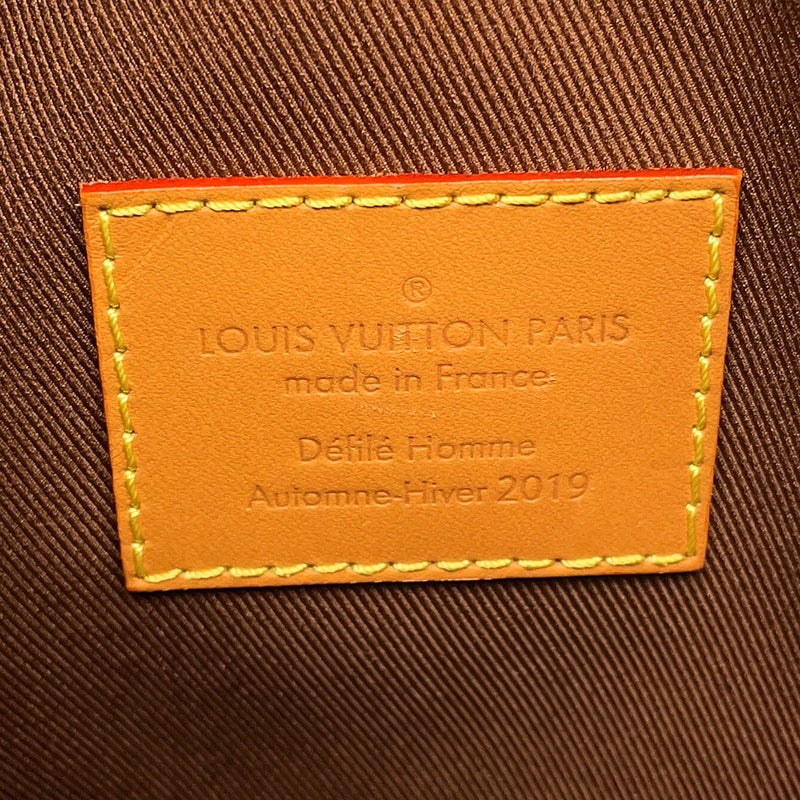 ®
LOUIS VUITTON PARIS
made in France
Défilé Homme
Automne-Hiver 2019